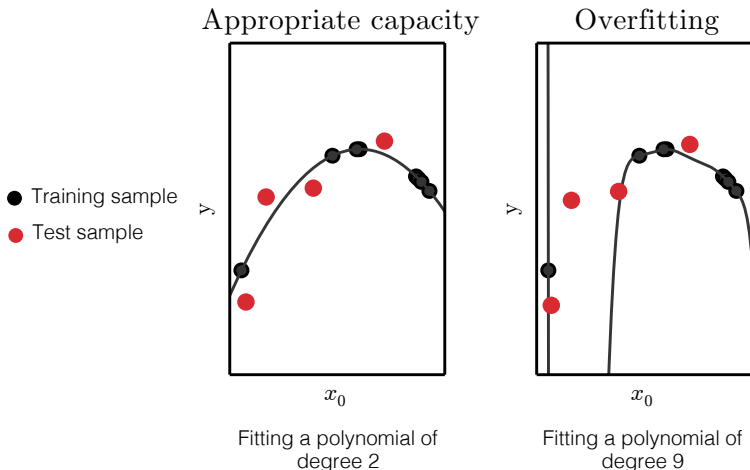 Appropriate capacity
Overfitting
Training sample
Test sample
y
y
x₀
x₀
Fitting a polynomial of
degree 2
Fitting a polynomial of
degree 9